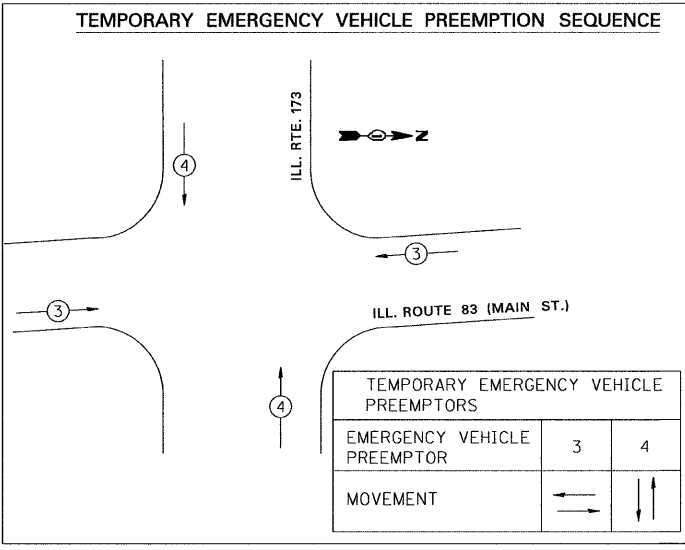 TEMPORARY EMERGENCY VEHICLE PREEMPTION SEQUENCE
ILL. RTE. 173
N
4
3
3
ILL. ROUTE 83 (MAIN ST.)
4
TEMPORARY EMERGENCY VEHICLE
PREEMPTORS
EMERGENCY VEHICLE
PREEMPTOR
3
4
MOVEMENT